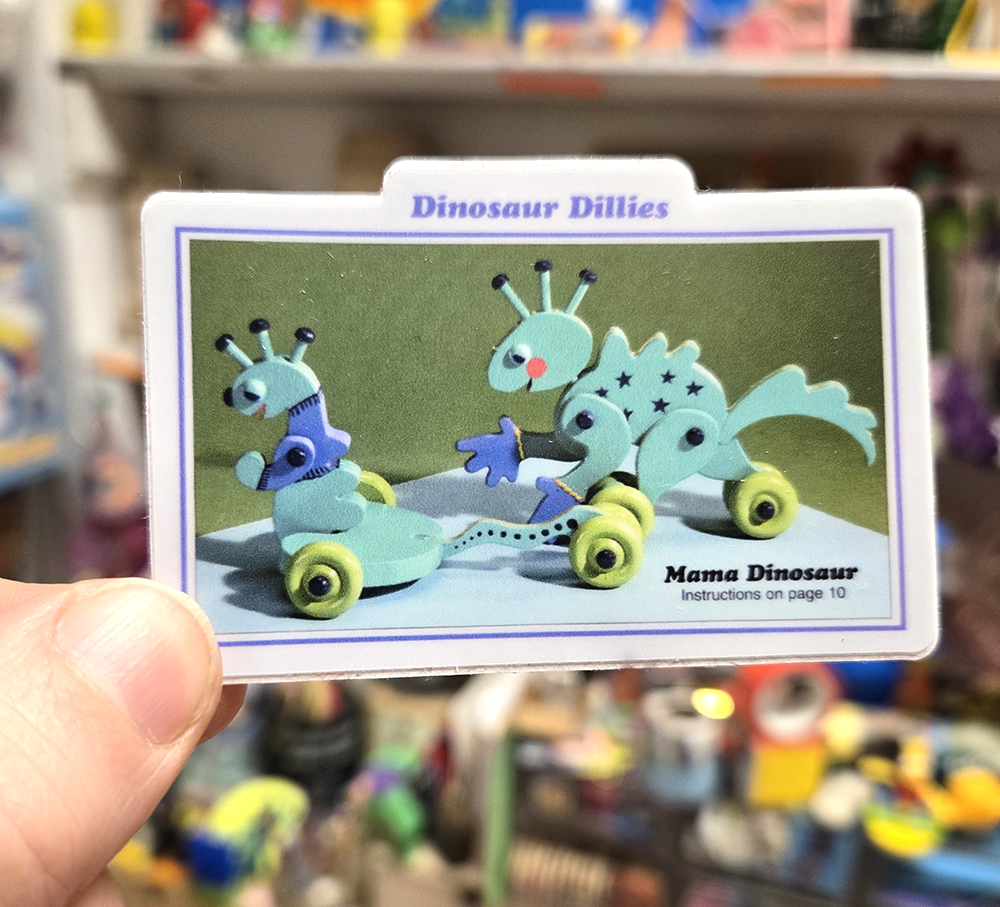 Dinosaur Dillies
Mama Dinosaur
Instructions on page 10